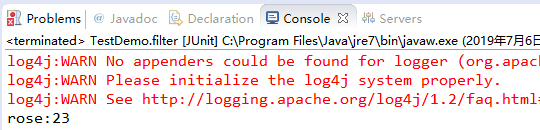 Problems @ Javadoc Declaration Console Servers
<terminated> TestDemo.filter [JUnit] C:\Program Files\Java\jre7\bin\javaw.exe (2019年7月6日
log4j:WARN No appenders could be found for logger (org.apac
log4j:WARN Please initialize the log4j system properly.
log4j:WARN See http://logging.apache.org/log4j/1.2/faq.html
rose:23